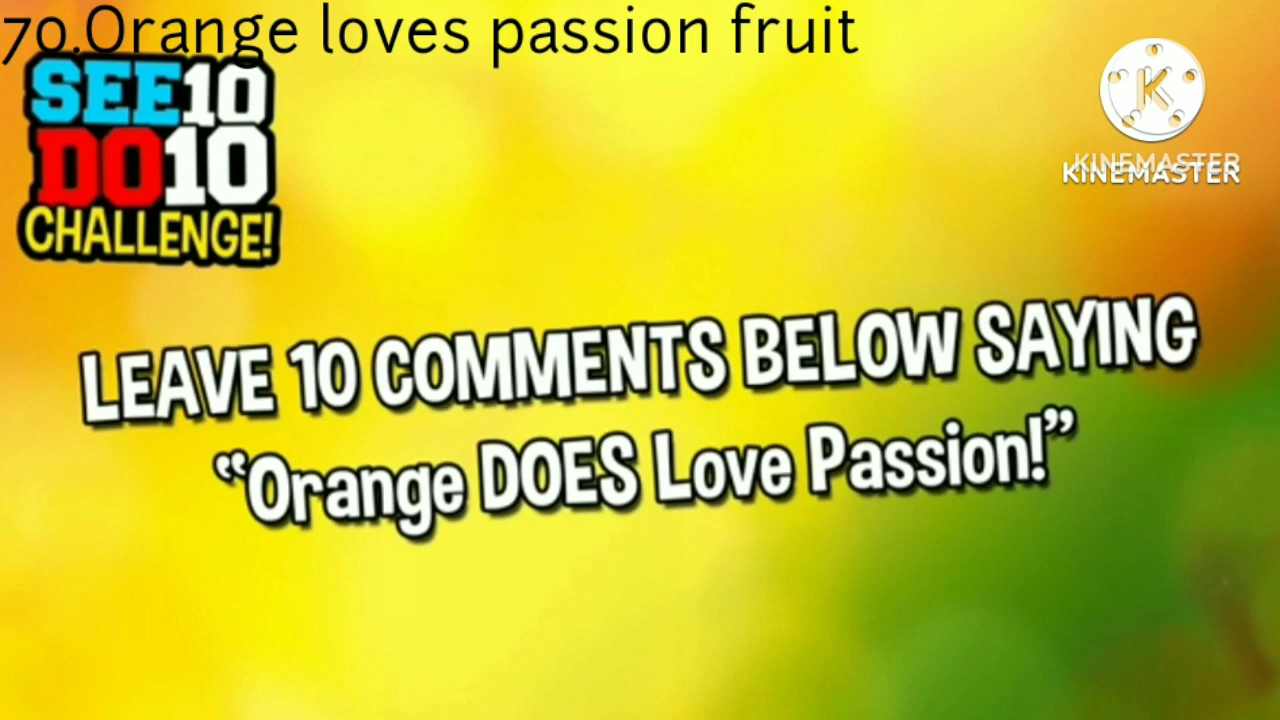 70.Orange loves passion fruit
SEE10
DO10
CHALLENGE!
KINEMASTER
KINEMASTER
LEAVE 10 COMMENTS BELOW SAYING
“Orange DOES Love Passion!”